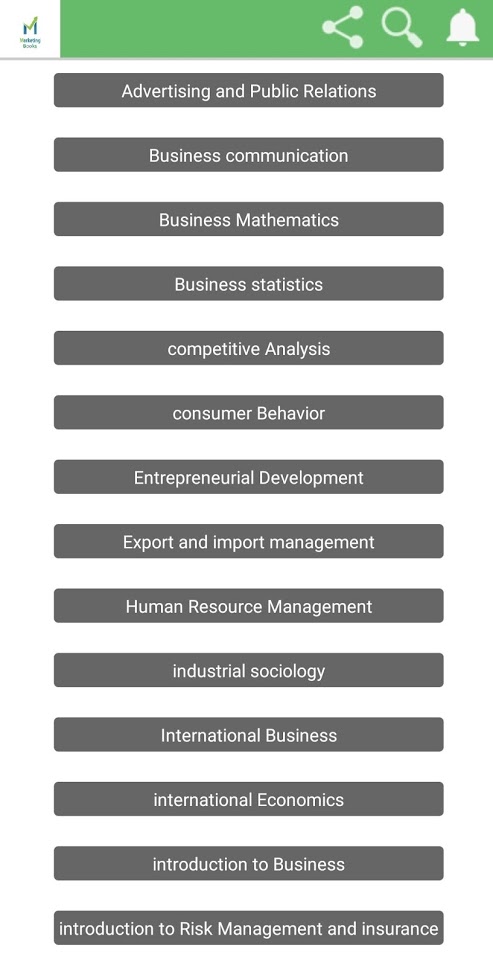 Marketing
Books
Advertising and Public Relations
Business communication
Business Mathematics
Business statistics
competitive Analysis
consumer Behavior
Entrepreneurial Development
Export and import management
Human Resource Management
industrial sociology
International Business
international Economics
introduction to Business
introduction to Risk Management and insurance